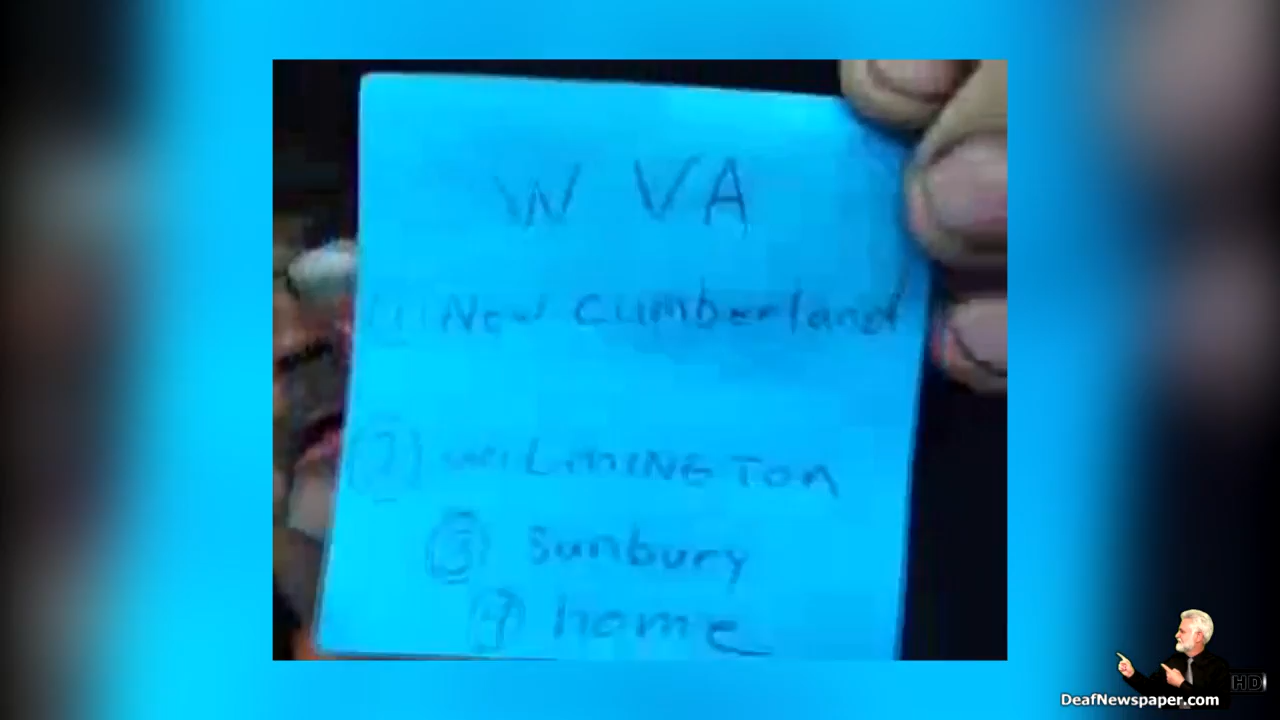 W VA
(1) New Cumberland
(2) WILMINGTON
(3) Sunbury
(4) home
HD
DeafNewspaper.com